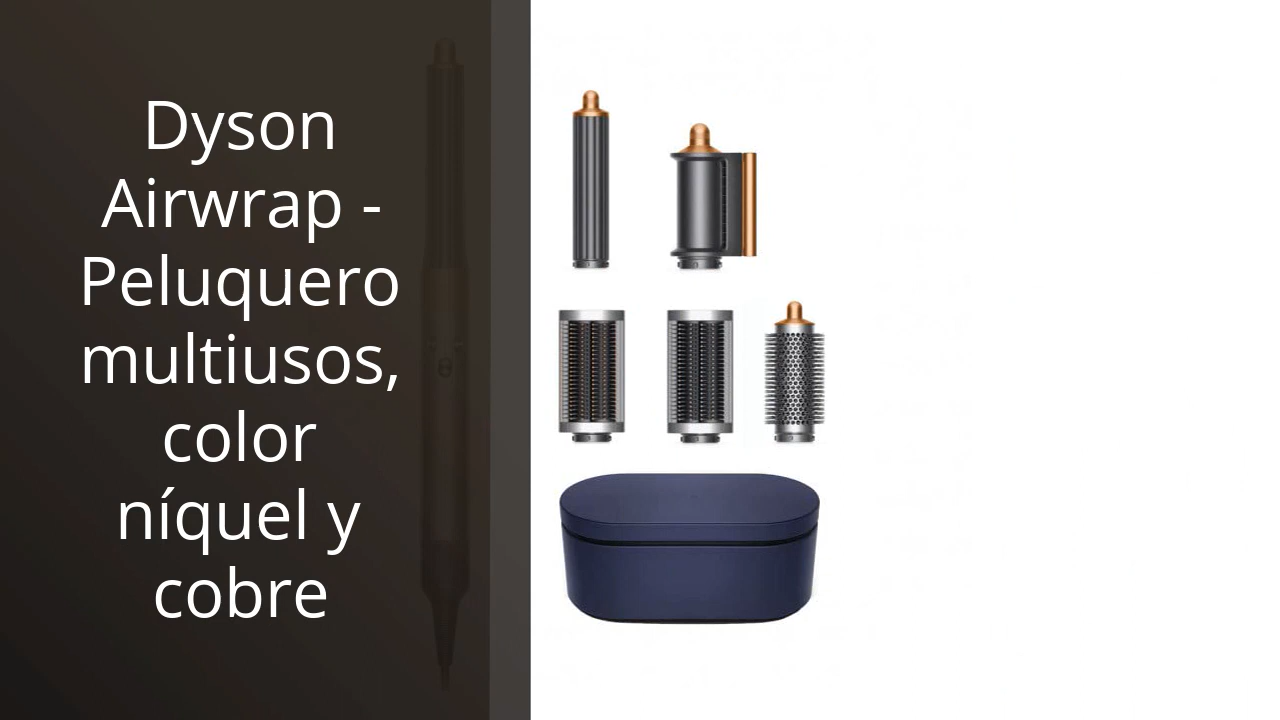 Dyson
Airwrap -
Peluquero
multiusos,
color
níquel y
cobre